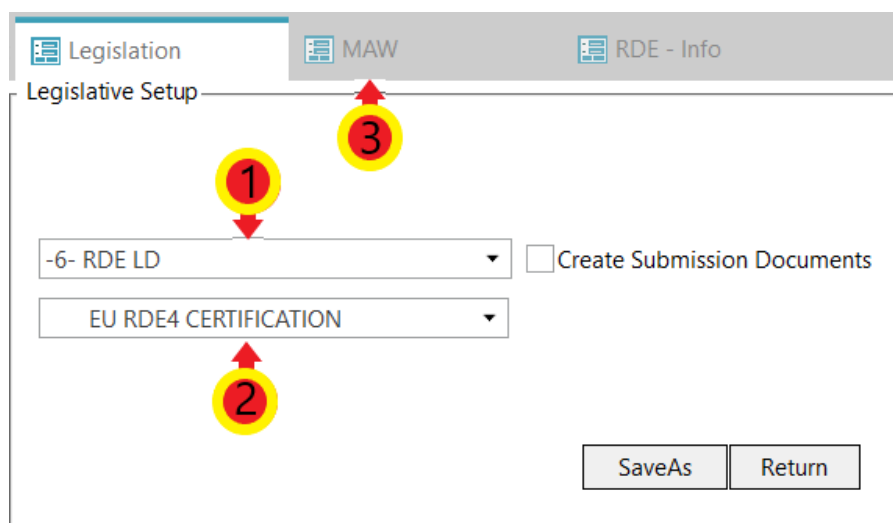 Legislation MAW RDE - Info
Legislative Setup
3
1
-6- RDE LD Create Submission Documents
EU RDE4 CERTIFICATION
2
SaveAs Return